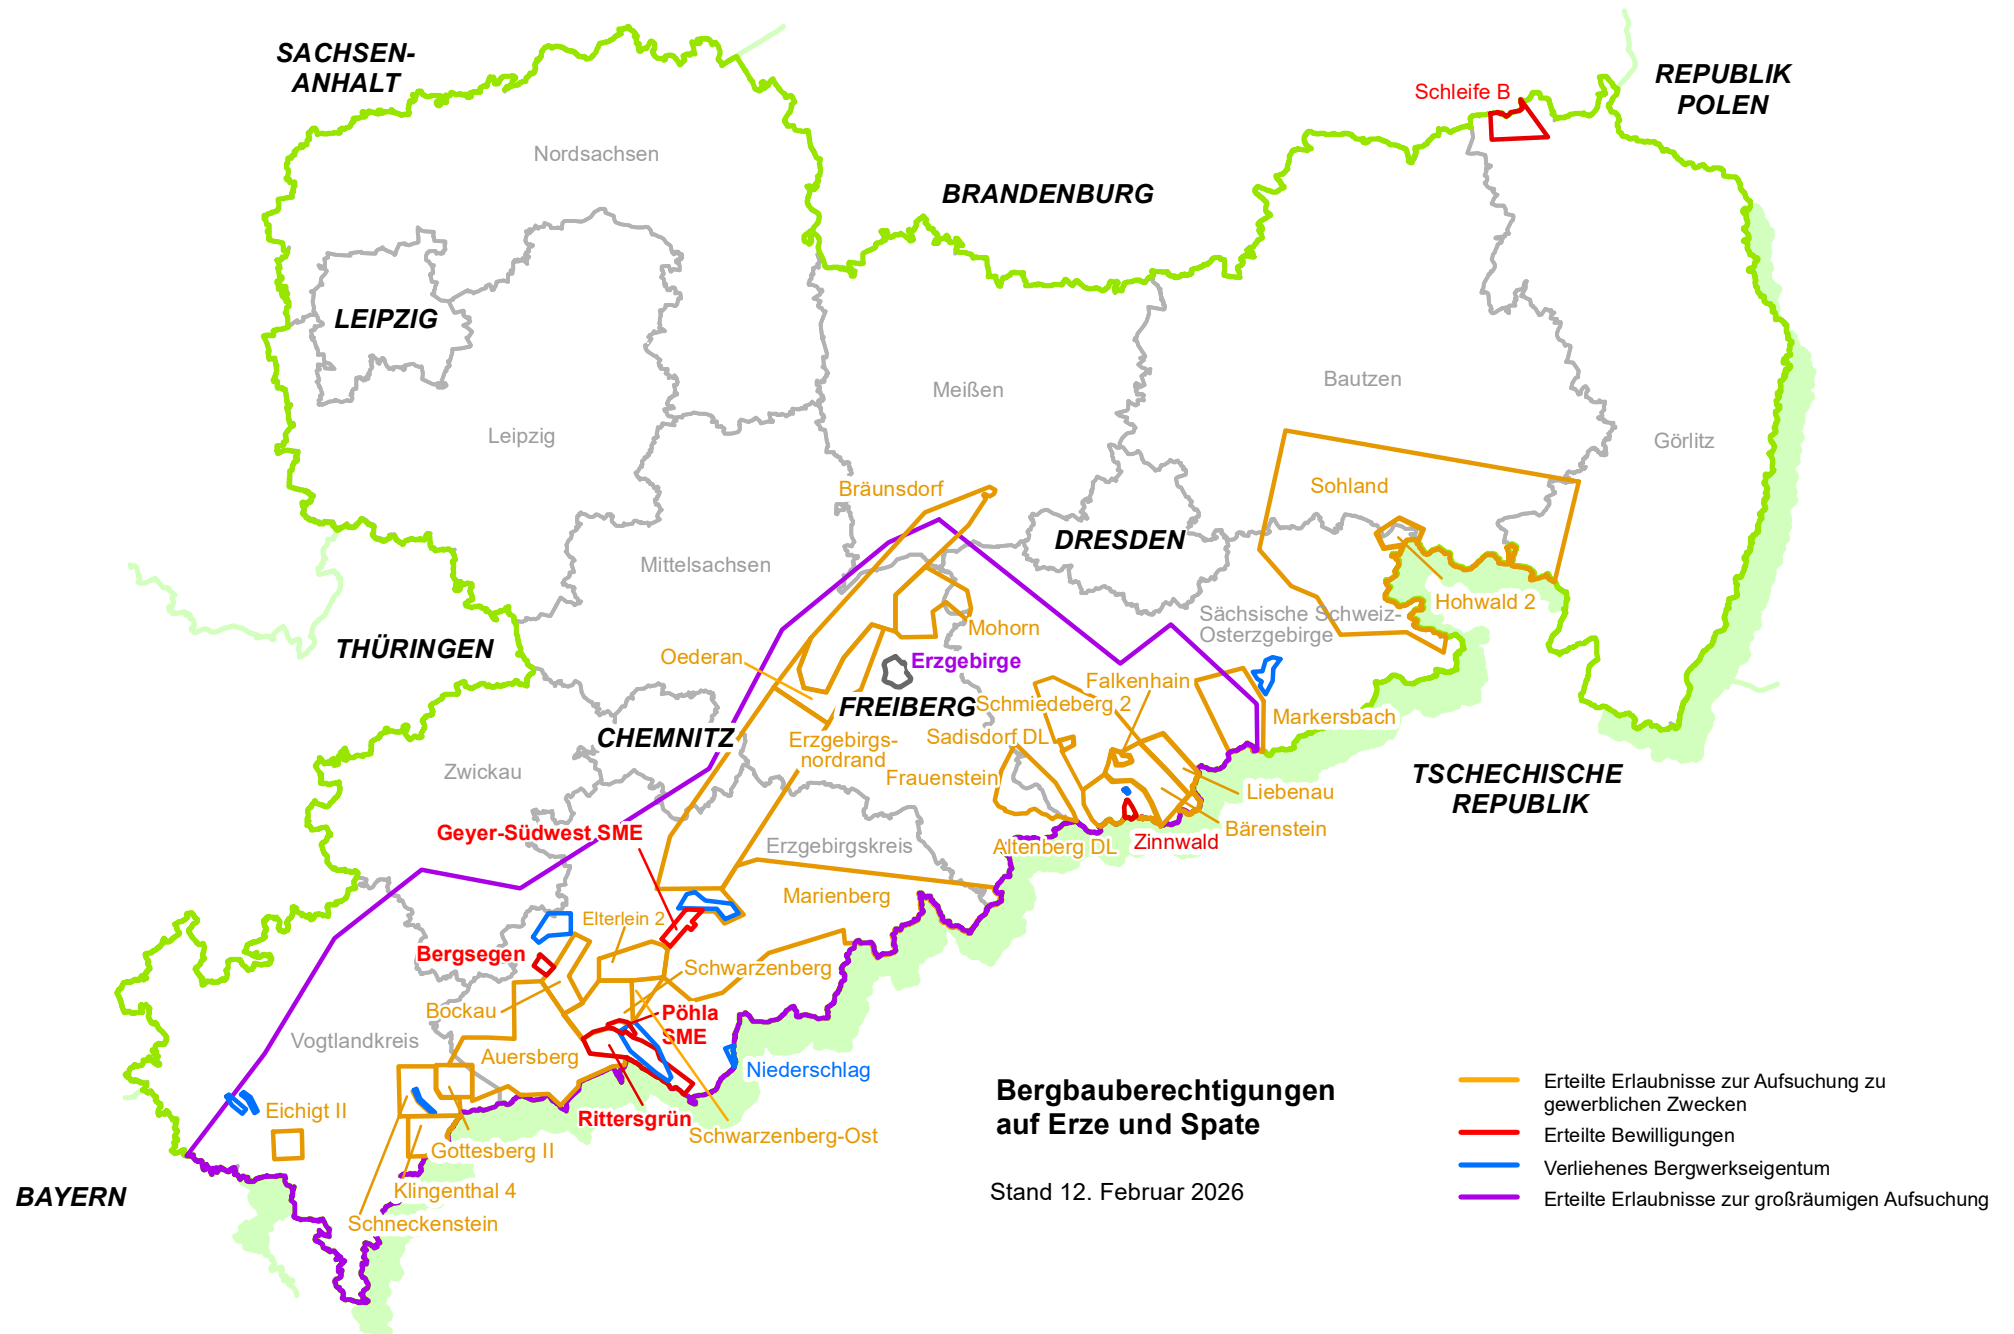 SACHSEN-
ANHALT
REPUBLIK
POLEN
Schleife B
Nordsachsen
BRANDENBURG
LEIPZIG
Meißen
Bautzen
Leipzig
Görlitz
Bräunsdorf
Sohland
DRESDEN
Mittelsachsen
Hohwald 2
Sächsische Schweiz-
Osterzgebirge
Mohorn
THÜRINGEN
Oederan
Erzgebirge
Falkenhain
FREIBERG
Schmiedeberg 2
Markersbach
CHEMNITZ
Sadisdorf DL
Erzgebirgs-
nordrand
Zwickau
Frauenstein
TSCHECHISCHE
REPUBLIK
Liebenau
Geyer-Südwest SME
Bärenstein
Erzgebirgskreis
Altenberg DL
Zinnwald
Marienberg
Elterlein 2
Bergsegen
Schwarzenberg
Bockau
Pöhla
SME
Vogtlandkreis
Auersberg
Niederschlag
Eichigt II
Rittersgrün
Schwarzenberg-Ost
Gottesberg II
Klingenthal 4
BAYERN
Schneckenstein
Bergbauberechtigungen
auf Erze und Spate
Stand 12. Februar 2026
Erteilte Erlaubnisse zur Aufsuchung zu
gewerblichen Zwecken
Erteilte Bewilligungen
Verliehenes Bergwerkseigentum
Erteilte Erlaubnisse zur großräumigen Aufsuchung